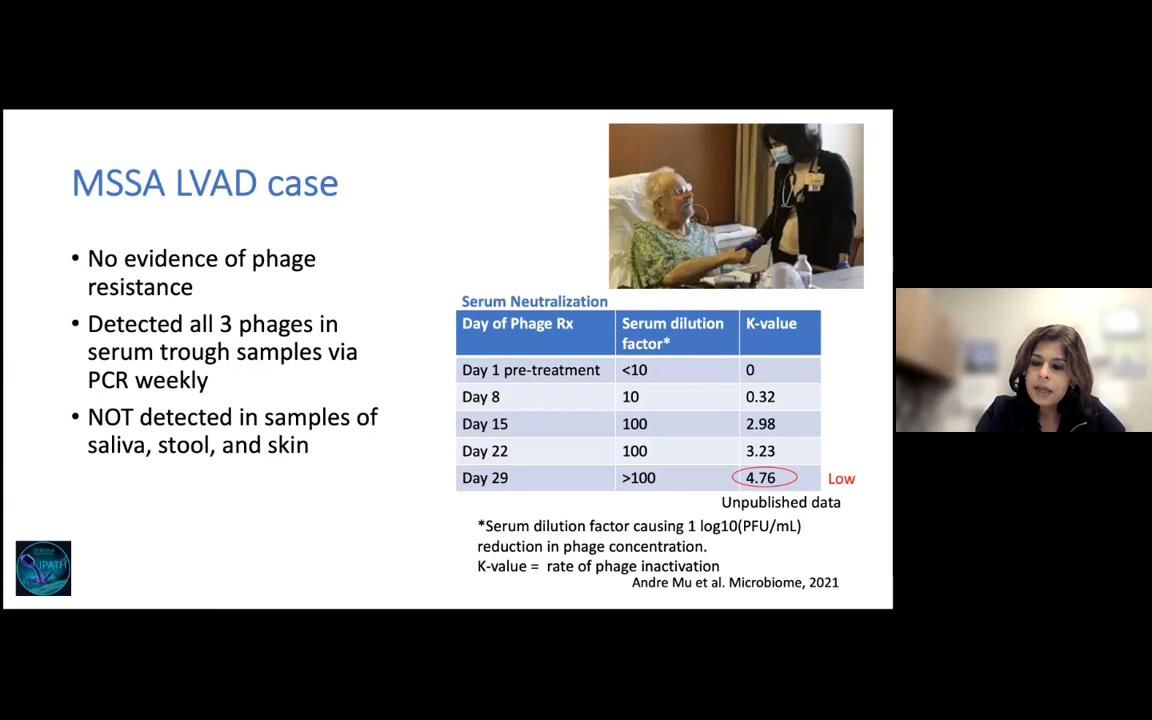 MSSA LVAD case
• No evidence of phage
resistance
• Detected all 3 phages in
serum trough samples via
PCR weekly
• NOT detected in samples of
saliva, stool, and skin
Serum Neutralization
Day of Phage Rx Serum dilution factor* K-value
Day 1 pre-treatment <10 0
Day 8 10 0.32
Day 15 100 2.98
Day 22 100 3.23
Day 29 >100 4.76 Low
Unpublished data
*Serum dilution factor causing 1 log10(PFU/mL)
reduction in phage concentration.
K-value = rate of phage inactivation
Andre Mu et al. Microbiome, 2021
IPATH